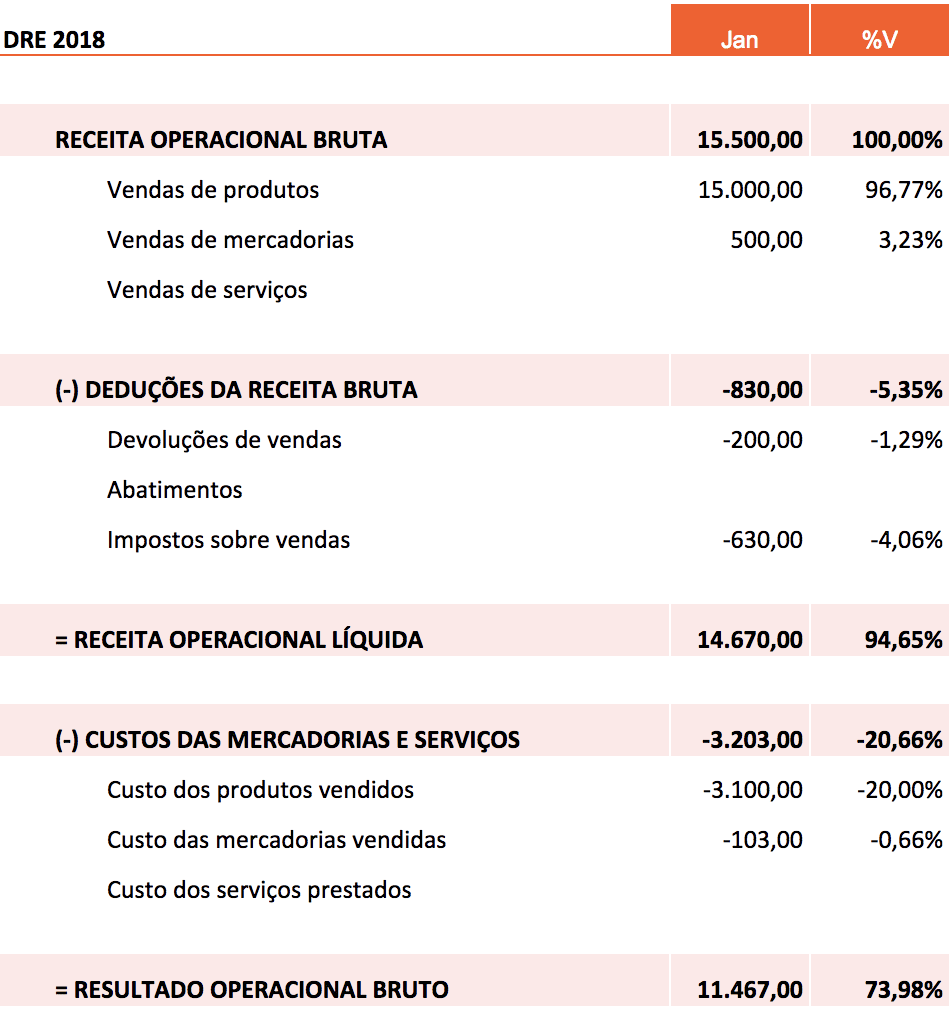 DRE 2018 Jan %V
RECEITA OPERACIONAL BRUTA 15.500,00 100,00%
Vendas de produtos 15.000,00 96,77%
Vendas de mercadorias 500,00 3,23%
Vendas de serviços
(-) DEDUÇÕES DA RECEITA BRUTA -830,00 -5,35%
Devoluções de vendas -200,00 -1,29%
Abatimentos
Impostos sobre vendas -630,00 -4,06%
= RECEITA OPERACIONAL LÍQUIDA 14.670,00 94,65%
(-) CUSTOS DAS MERCADORIAS E SERVIÇOS -3.203,00 -20,66%
Custo dos produtos vendidos -3.100,00 -20,00%
Custo das mercadorias vendidas -103,00 -0,66%
Custo dos serviços prestados
= RESULTADO OPERACIONAL BRUTO 11.467,00 73,98%